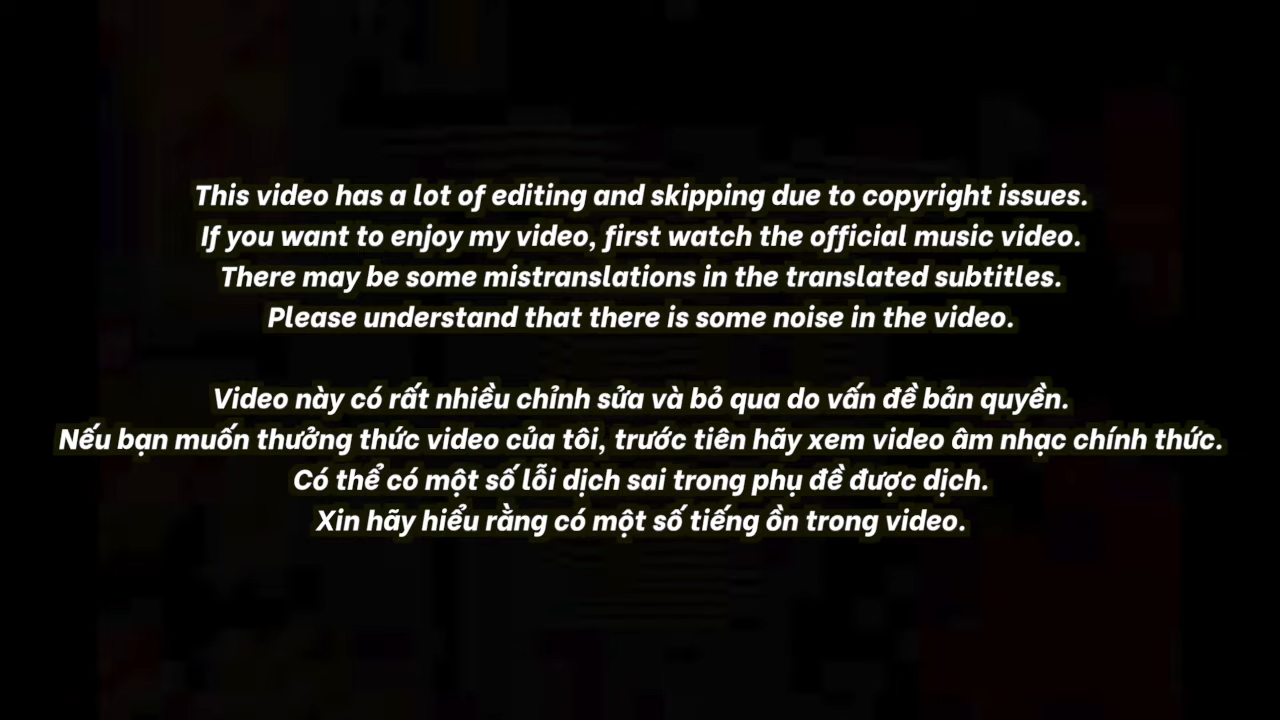 This video has a lot of editing and skipping due to copyright issues.
If you want to enjoy my video, first watch the official music video.
There may be some mistranslations in the translated subtitles.
Please understand that there is some noise in the video.
Video này có rất nhiều chỉnh sửa và bỏ qua do vấn đề bản quyền.
Nếu bạn muốn thưởng thức video của tôi, trước tiên hãy xem video âm nhạc chính thức.
Có thể có một số lỗi dịch sai trong phụ đề được dịch.
Xin hãy hiểu rằng có một số tiếng ồn trong video.